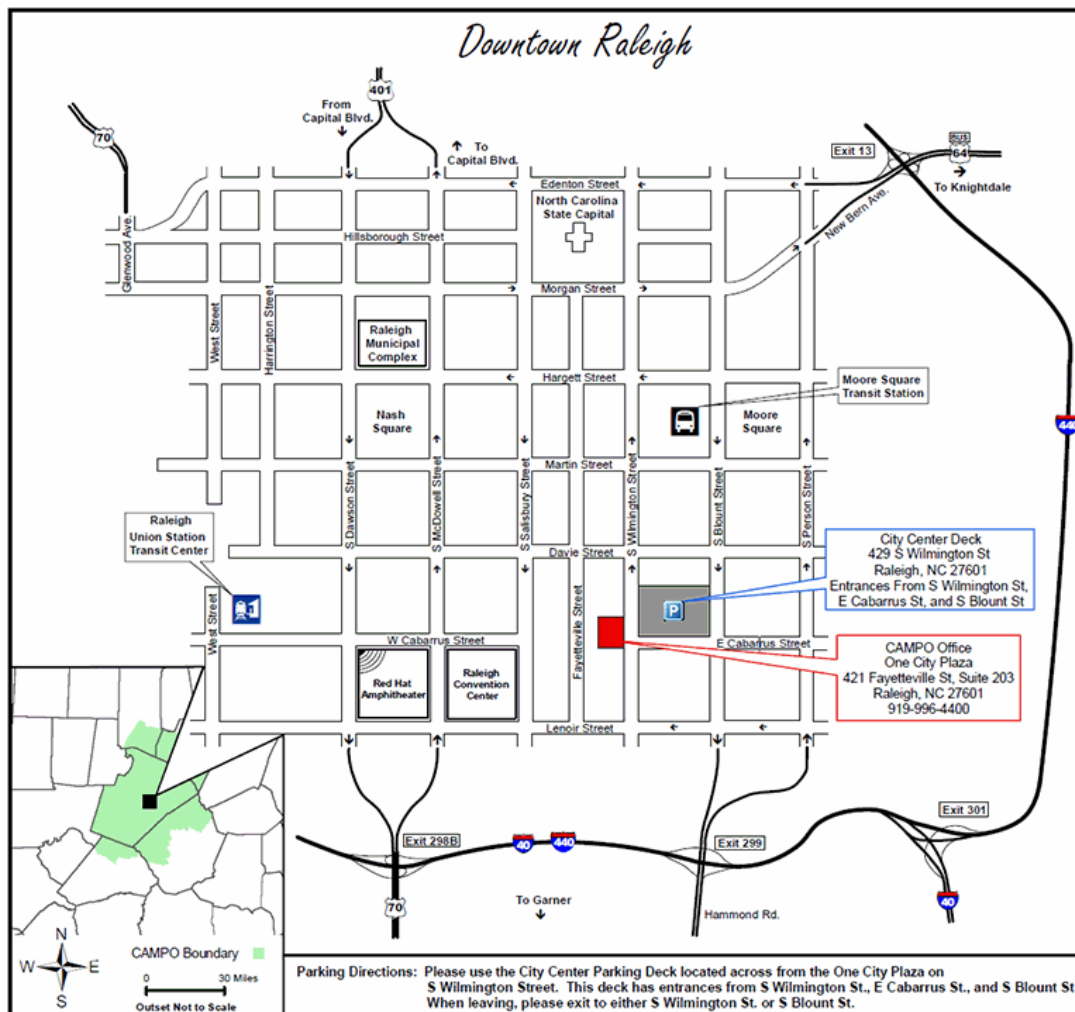 Downtown Raleigh
401
From
Capital Blvd.
To
Capital Blvd.
70
Exit 13
BUS
64
To Knightdale
Edenton Street
North Carolina
State Capital
New Bern Ave.
Glenwood Ave.
Hillsborough Street
Morgan Street
West Street
Harrington Street
Raleigh
Municipal
Complex
Hargett Street
Moore Square
Transit Station
Nash
Square
Moore
Square
440
Martin Street
S Dawson Street
S McDowell Street
S Salisbury Street
S Wilmington Street
S Blount Street
S Person Street
Raleigh
Union Station
Transit Center
Davie Street
City Center Deck
429 S Wilmington St
Raleigh, NC 27601
Entrances From S Wilmington St,
E Cabarrus St, and S Blount St
P
West Street
Fayetteville Street
W Cabarrus Street
E Cabarrus Street
CAMPO Office
One City Plaza
421 Fayetteville St, Suite 203
Raleigh, NC 27601
919-996-4400
Red Hat
Amphitheater
Raleigh
Convention
Center
Lenoir Street
Exit 298B
40
440
Exit 299
Exit 301
70
To Garner
Hammond Rd.
40
N
W
E
S
CAMPO Boundary
0
30 Miles
Outset Not to Scale
Parking Directions: Please use the City Center Parking Deck located across from the One City Plaza on
S Wilmington Street. This deck has entrances from S Wilmington St., E Cabarrus St., and S Blount St
When leaving, please exit to either S Wilmington St. or S Blount St.